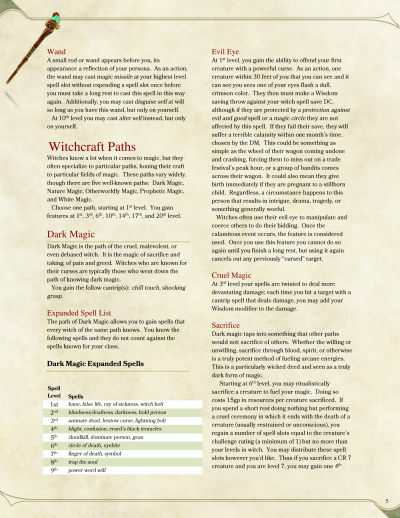 Wand
A small rod or wand appears before you, its
appearance a reflection of your persona. As an action,
the wand may cast magic missile at your highest level
spell slot without expending a spell slot once before
you must take a long rest to cast this spell in this way
again. Additionally, you may cast disguise self at will
so long as you have this wand, but only on yourself.
At 10th level you may cast alter self instead, but only
on yourself.
Witchcraft Paths
Witches know a lot when it comes to magic, but they
often specialize to particular paths, honing their craft
to particular fields of magic. These paths vary widely,
though there are five well-known paths: Dark Magic,
Nature Magic, Otherworldly Magic, Prophetic Magic,
and White Magic.
Choose one path, starting at 1st level. You gain
features at 1st, 3rd, 6th, 10th, 14th, 17th, and 20th level.
Dark Magic
Dark Magic is the path of the cruel, malevolent, or
even debased witch. It is the magic of sacrifice and
taking, of pain and greed. Witches who are known for
their curses are typically those who went down the
path of knowing dark magic.
You gain the follow cantrip(s): chill touch, shocking
grasp.
Expanded Spell List
The path of Dark Magic allows you to gain spells that
every witch of the path knows. You know the
following spells and they do not count against the
spells known for your class.
Dark Magic Expanded Spells
Spell
Level Spells
1st bane, false life, ray of sickness, witch bolt
2nd blindness/deafness, darkness, hold person
3rd animate dead, bestow curse, lightning bolt
4th blight, confusion, evard's black tentacles
5th cloudkill, dominate person, geas
6th circle of death, eyebite
7th finger of death, symbol
8th trap the soul
9th power word kill
Evil Eye
At 1st level, you gain the ability to offend your first
creature with a powerful curse. As an action, one
creature within 30 feet of you that you can see and it
can see you sees one of your eyes flash a dull,
crimson color. They then must make a Wisdom
saving throw against your witch spell save DC,
although if they are protected by a protection against
evil and good spell or a magic circle they are not
affected by this spell. If they fail their save, they will
suffer a terrible calamity within one month's time,
chosen by the DM. This could be something as
simple as the wheel of their wagon coming undone
and crashing, forcing them to miss out on a trade
festival's peak hour, or a group of bandits comes
across their wagon. It could also mean they give
birth immediately if they are pregnant to a stillborn
child. Regardless, a circumstance happens to this
person that results in intrigue, drama, tragedy, or
something generally woeful.
Witches often use their evil eye to manipulate and
coerce others to do their bidding. Once the
calamitous event occurs, the feature is considered
used. Once you use this feature you cannot do so
again until you finish a long rest, but using it again
cancels out any previously "cursed" target.
Cruel Magic
At 3rd level your spells are twisted to deal more
devastating damage; each time you hit a target with a
cantrip spell that deals damage, you may add your
Wisdom modifier to the damage.
Sacrifice
Dark magic taps into something that other paths
would not sacrifice of others. Whether the willing or
unwilling, sacrifice through blood, spirit, or otherwise
is a truly potent method of fueling arcane energies.
This is a particularly wicked deed and seen as a truly
dark form of magic.
Starting at 6th level, you may ritualistically
sacrifice a creature to fuel your magic. Doing so
costs 15gp in resources per creature sacrificed. If
you spend a short rest doing nothing but performing
a cruel ceremony in which it ends with the death of a
creature (usually restrained or unconscious), you
regain a number of spell slots equal to the creature's
challenge rating (a minimum of 1) but no more than
your levels in witch. You may distribute these spell
slots however you'd like. Thus if you sacrifice a CR 7
creature and you are level 7, you may gain one 4th
5